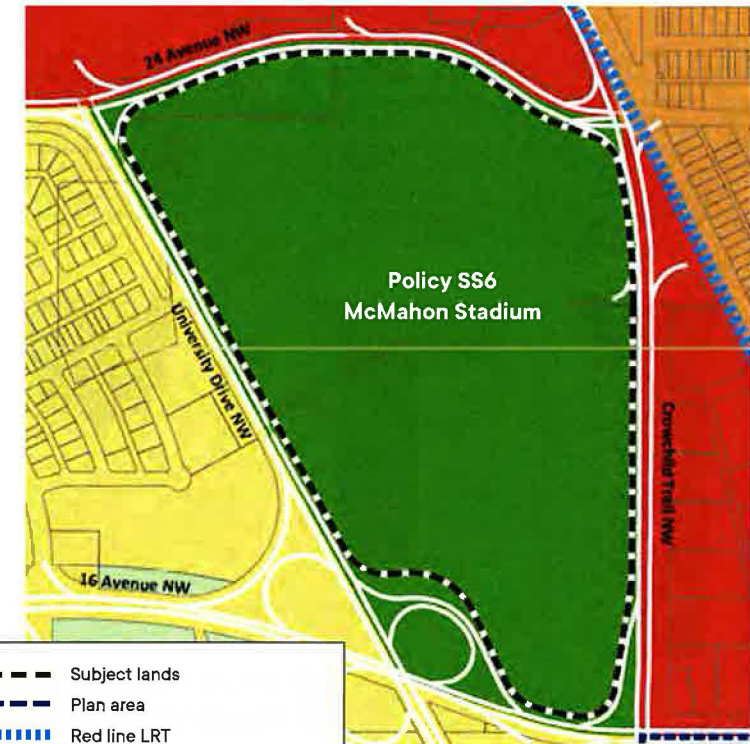 24 Avenue NW
Policy SS6
McMahon Stadium
University Drive NW
Crowchild Trail NW
16 Avenue NW
Subject lands
Plan area
Red line LRT